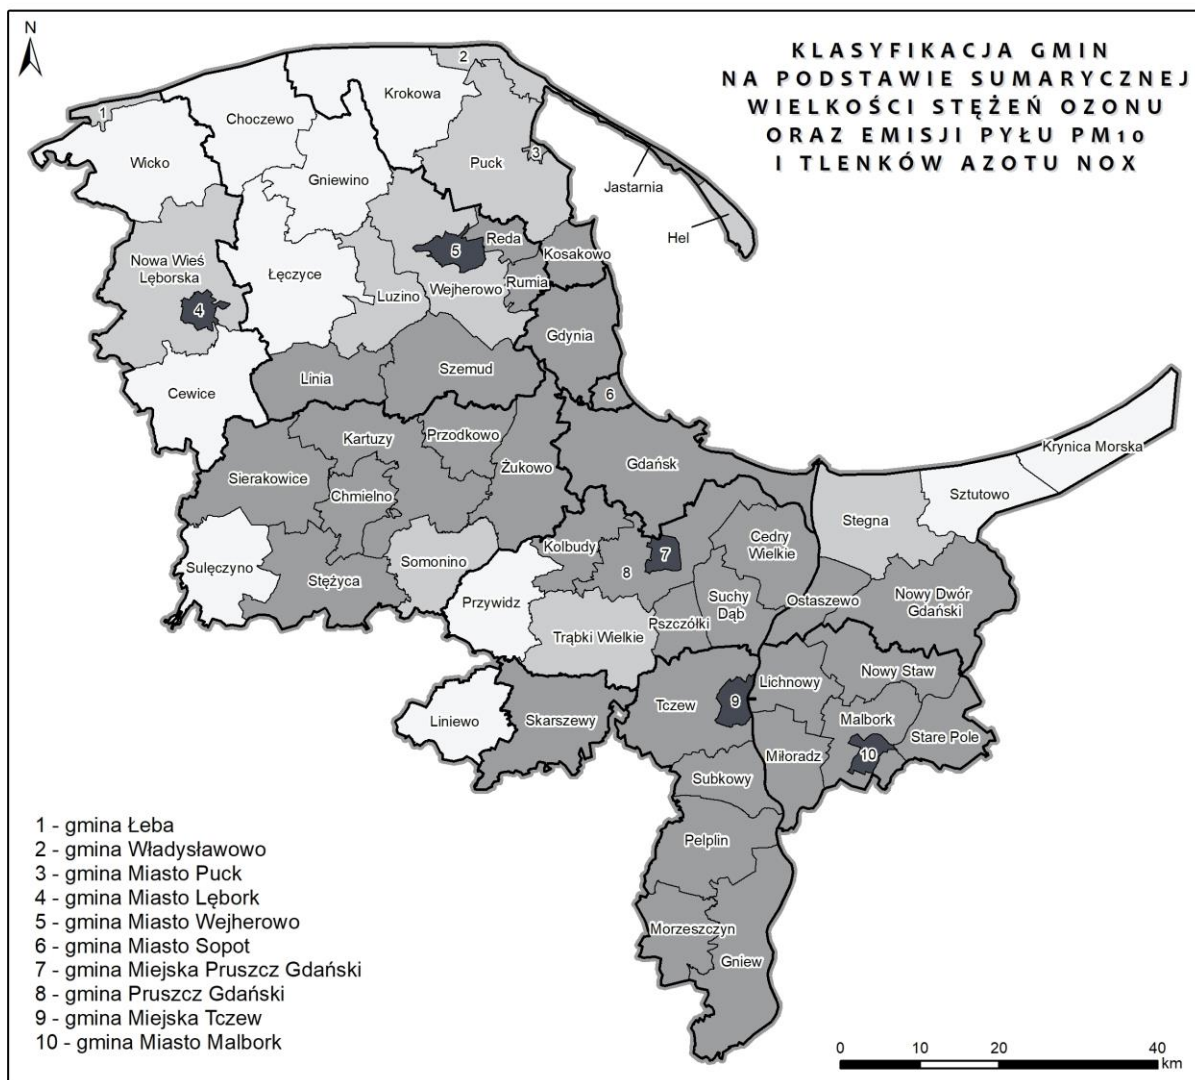 N
KLASYFIKACJA GMIN
NA PODSTAWIE SUMARYCZNEJ
WIELKOŚCI STĘŻEŃ OZONU
ORAZ EMISJI PYŁU PM10
I TLENKÓW AZOTU NOX
2
Krokowa
1
Choczewo
Wicko
Puck
3
Gniewino
Jastarnia
Hel
Reda
5
Kosakowo
Nowa Wieś
Lęborska
Łęczyce
Rumia
Luzino
Wejherowo
4
Gdynia
Szemud
Linia
Cewice
6
Kartuzy
Przodkowo
Krynica Morska
Żukowo
Gdańsk
Sierakowice
Chmielno
Sztutowo
Stegna
Cedry
Wielkie
Kolbudy
7
Somonino
Sulęczyno
8
Stężyca
Suchy
Dąb
Nowy Dwór
Gdański
Ostaszewo
Przywidz
Pszczółki
Trąbki Wielkie
Nowy Staw
Lichnowy
9
Tczew
Liniewo
Skarszewy
Malbork
Stare Pole
10
Miłoradz
Subkowy
Pelplin
Morzeszczyn
Gniew
1 - gmina Łeba
2 - gmina Władysławowo
3 - gmina Miasto Puck
4 - gmina Miasto Lębork
5 - gmina Miasto Wejherowo
6 - gmina Miasto Sopot
7 - gmina Miejska Pruszcz Gdański
8 - gmina Pruszcz Gdański
9 - gmina Miejska Tczew
10 - gmina Miasto Malbork
0 10 20 40
km